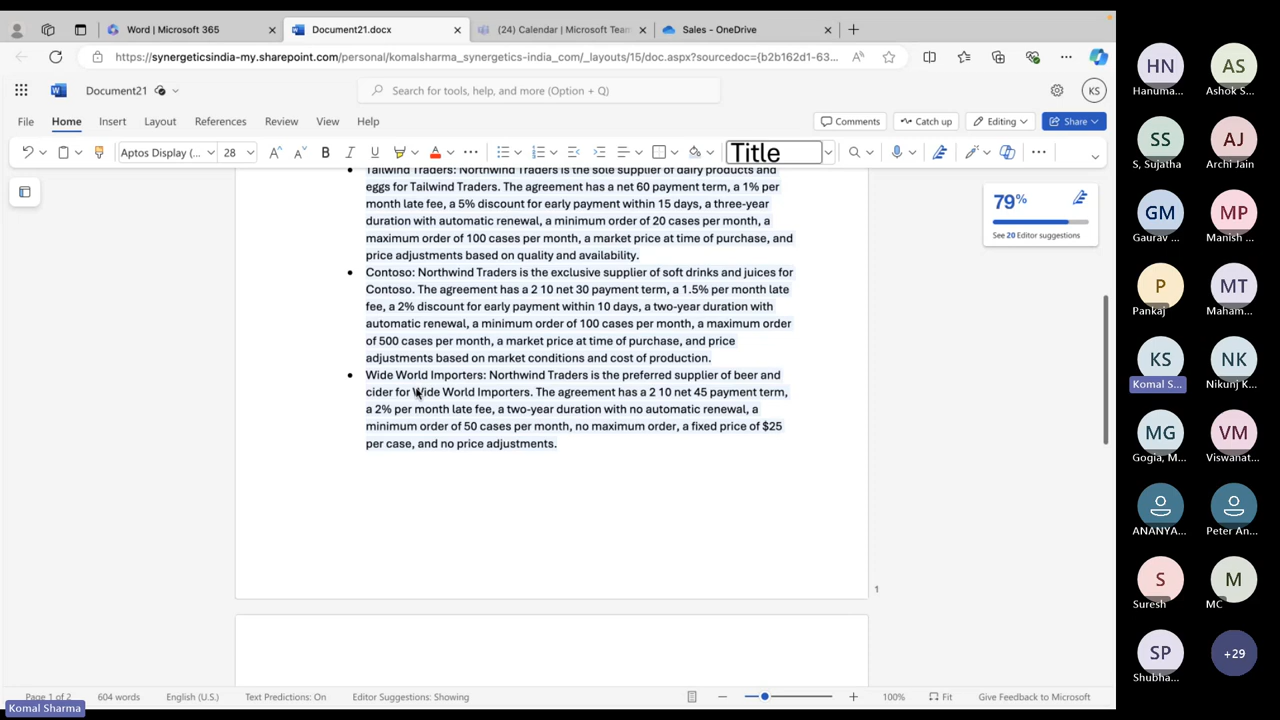 Word | Microsoft 365
Document21.docx
(24) Calendar | Microsoft Team
Sales - OneDrive
https://synergeticsindia-my.sharepoint.com/personal/komalsharma_synergetics-india_com/_layouts/15/doc.aspx?sourcedoc={b2b162d1-63...
Document21
Search for tools, help, and more (Option + Q)
KS
File Home Insert Layout References Review View Help
Comments Catch up Editing Share
Aptos Display (... 28 B I U A Title
Tailwind Traders: Northwind Traders is the sole supplier of dairy products and
eggs for Tailwind Traders. The agreement has a net 60 payment term, a 1% per
month late fee, a 5% discount for early payment within 15 days, a three-year
duration with automatic renewal, a minimum order of 20 cases per month, a
maximum order of 100 cases per month, a market price at time of purchase, and
price adjustments based on quality and availability.
• Contoso: Northwind Traders is the exclusive supplier of soft drinks and juices for
Contoso. The agreement has a 2 10 net 30 payment term, a 1.5% per month late
fee, a 2% discount for early payment within 10 days, a two-year duration with
automatic renewal, a minimum order of 100 cases per month, a maximum order
of 500 cases per month, a market price at time of purchase, and price
adjustments based on market conditions and cost of production.
• Wide World Importers: Northwind Traders is the preferred supplier of beer and
cider for Wide World Importers. The agreement has a 2 10 net 45 payment term,
a 2% per month late fee, a two-year duration with no automatic renewal, a
minimum order of 50 cases per month, no maximum order, a fixed price of $25
per case, and no price adjustments.
1
79%
See 20 Editor suggestions
Page 1 of 2 604 words English (U.S.) Text Predictions: On Editor Suggestions: Showing 100% Fit Give Feedback to Microsoft
Komal Sharma
HN AS
Hanuma... Ashok S...
SS AJ
S, Sujatha Archi Jain
GM MP
Gaurav ... Manish ...
P MT
Pankaj Maham...
KS NK
Komal S... Nikunj K...
MG VM
Gogia, M... Viswanat...
ANANYA... Peter An...
S M
Suresh MC
SP +29
Shubha...